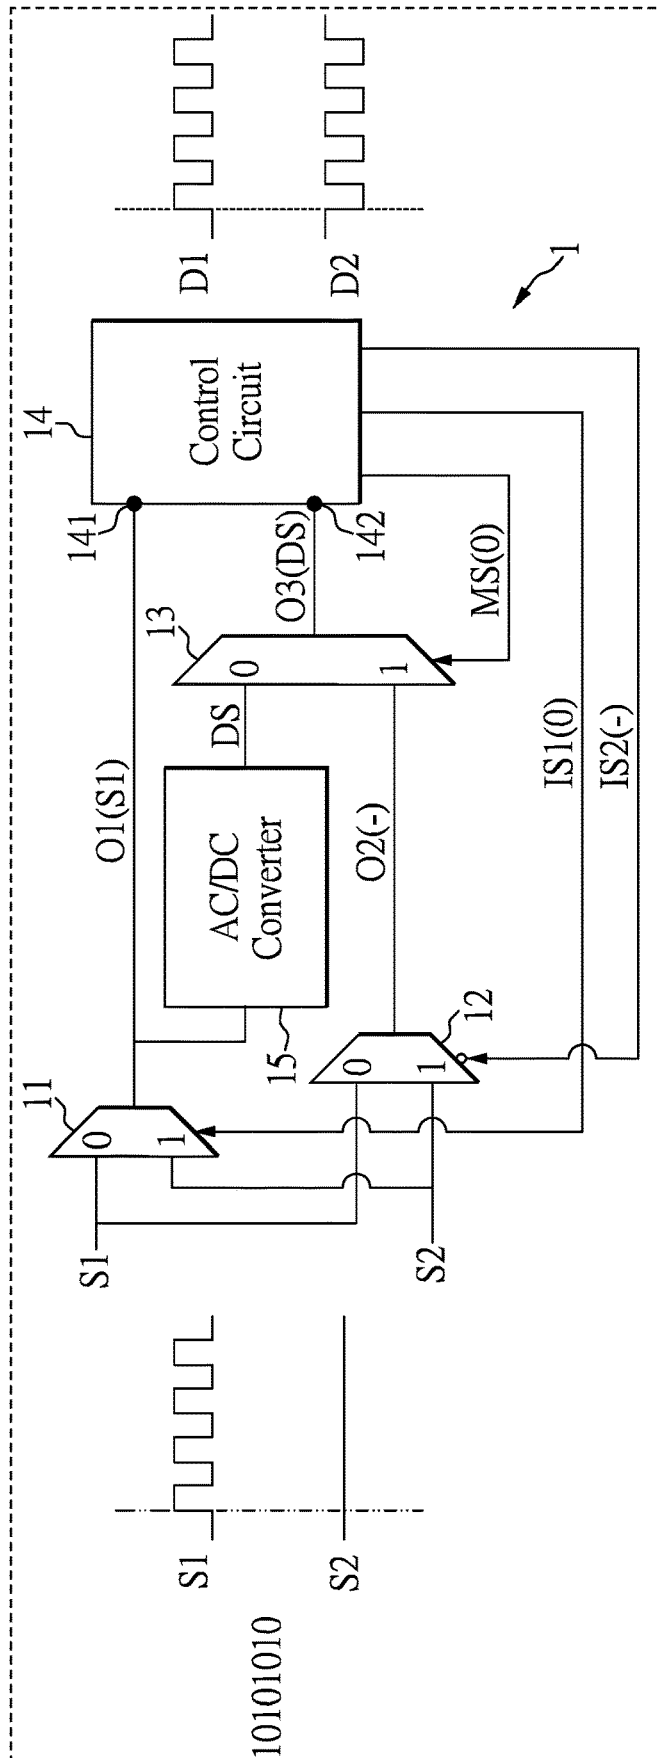 10101010
S1
S2
S1
S2
11
0
1
12
0
1
O1(S1)
15
AC/DC
Converter
DS
O2(-)
13
0
1
O3(DS)
MS(0)
IS1(0)
IS2(-)
14
141
142
Control
Circuit
1
D1
D2